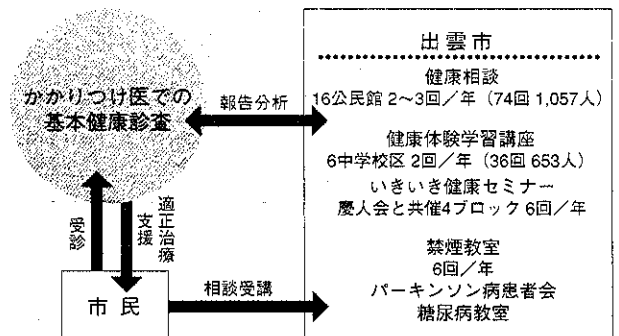 かかりつけ医での
基本健康診査
報告分析
受診
適正治療
支援
市民
相談受講
出雲市
健康相談
16公民館 2～3回／年（74回 1,057人）
健康体験学習講座
6中学校区 2回／年（36回 653人）
いきいき健康セミナー
慶人会と共催4ブロック 6回／年
禁煙教室
6回／年
パーキンソン病患者会
糖尿病教室